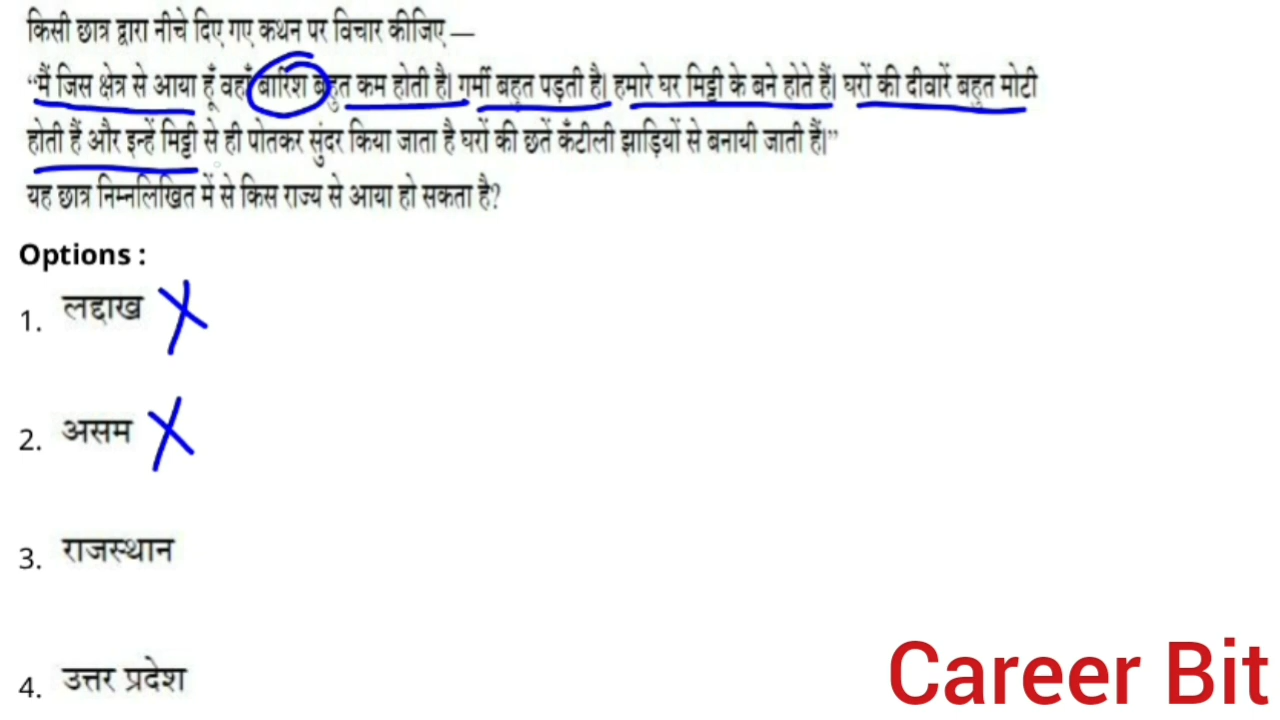 किसी छात्र द्वारा नीचे दिए गए कथन पर विचार कीजिए —
“मैं जिस क्षेत्र से आया हूँ वहाँ बारिश बहुत कम होती है। गर्मी बहुत पड़ती है। हमारे घर मिट्टी के बने होते हैं। घरों की दीवारें बहुत मोटी
होती हैं और इन्हें मिट्टी से ही पोतकर सुंदर किया जाता है घरों की छतें कँटीली झाड़ियों से बनायी जाती हैं।”
यह छात्र निम्नलिखित में से किस राज्य से आया हो सकता है?
Options :
1. लद्दाख
2. असम
3. राजस्थान
4. उत्तर प्रदेश
Career Bit